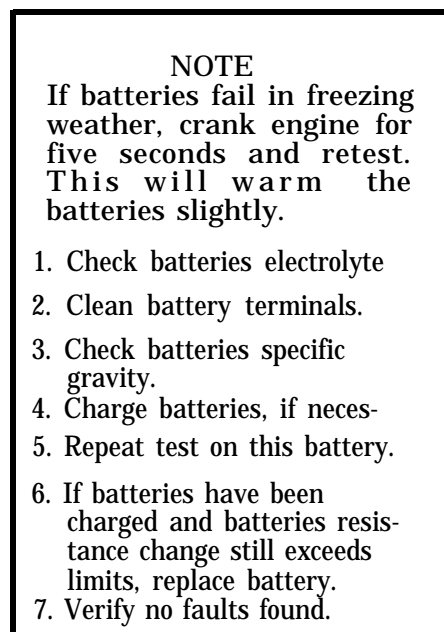 NOTE
If batteries fail in freezing
weather, crank engine for
five seconds and retest.
This will warm the
batteries slightly.
1. Check batteries electrolyte
2. Clean battery terminals.
3. Check batteries specific
gravity.
4. Charge batteries, if neces-
5. Repeat test on this battery.
6. If batteries have been
charged and batteries resis-
tance change still exceeds
limits, replace battery.
7. Verify no faults found.